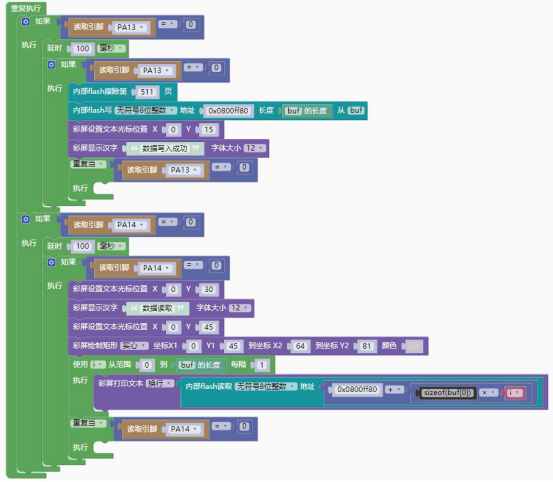 重复执行
如果 读取引脚 PA13 = 0
执行 延时 100 毫秒
如果 读取引脚 PA13 = 0
执行 内部flash擦除第 511 页
内部flash写 无符号8位整数 地址 0x0800ff80 长度 buf 的长度 从 buf
彩屏设置文本光标位置 X 0 Y 15
彩屏显示汉字 “ 数据写入成功 ” 字体大小 12
重复当 读取引脚 PA13 = 0
执行
如果 读取引脚 PA14 = 0
执行 延时 100 毫秒
如果 读取引脚 PA14 = 0
执行 彩屏设置文本光标位置 X 0 Y 30
彩屏显示汉字 “ 数据读取 ” 字体大小 12
彩屏设置文本光标位置 X 0 Y 45
彩屏绘制矩形 实心 坐标X1 0 Y1 45 到坐标 X2 64 到坐标 Y2 81 颜色
使用 i 从范围 0 到 buf 的长度 每隔 1
执行 彩屏打印文本 换行 内部flash读取 无符号8位整数 地址 0x0800ff80 + sizeof(buf[0]) × i
重复当 读取引脚 PA14 = 0
执行